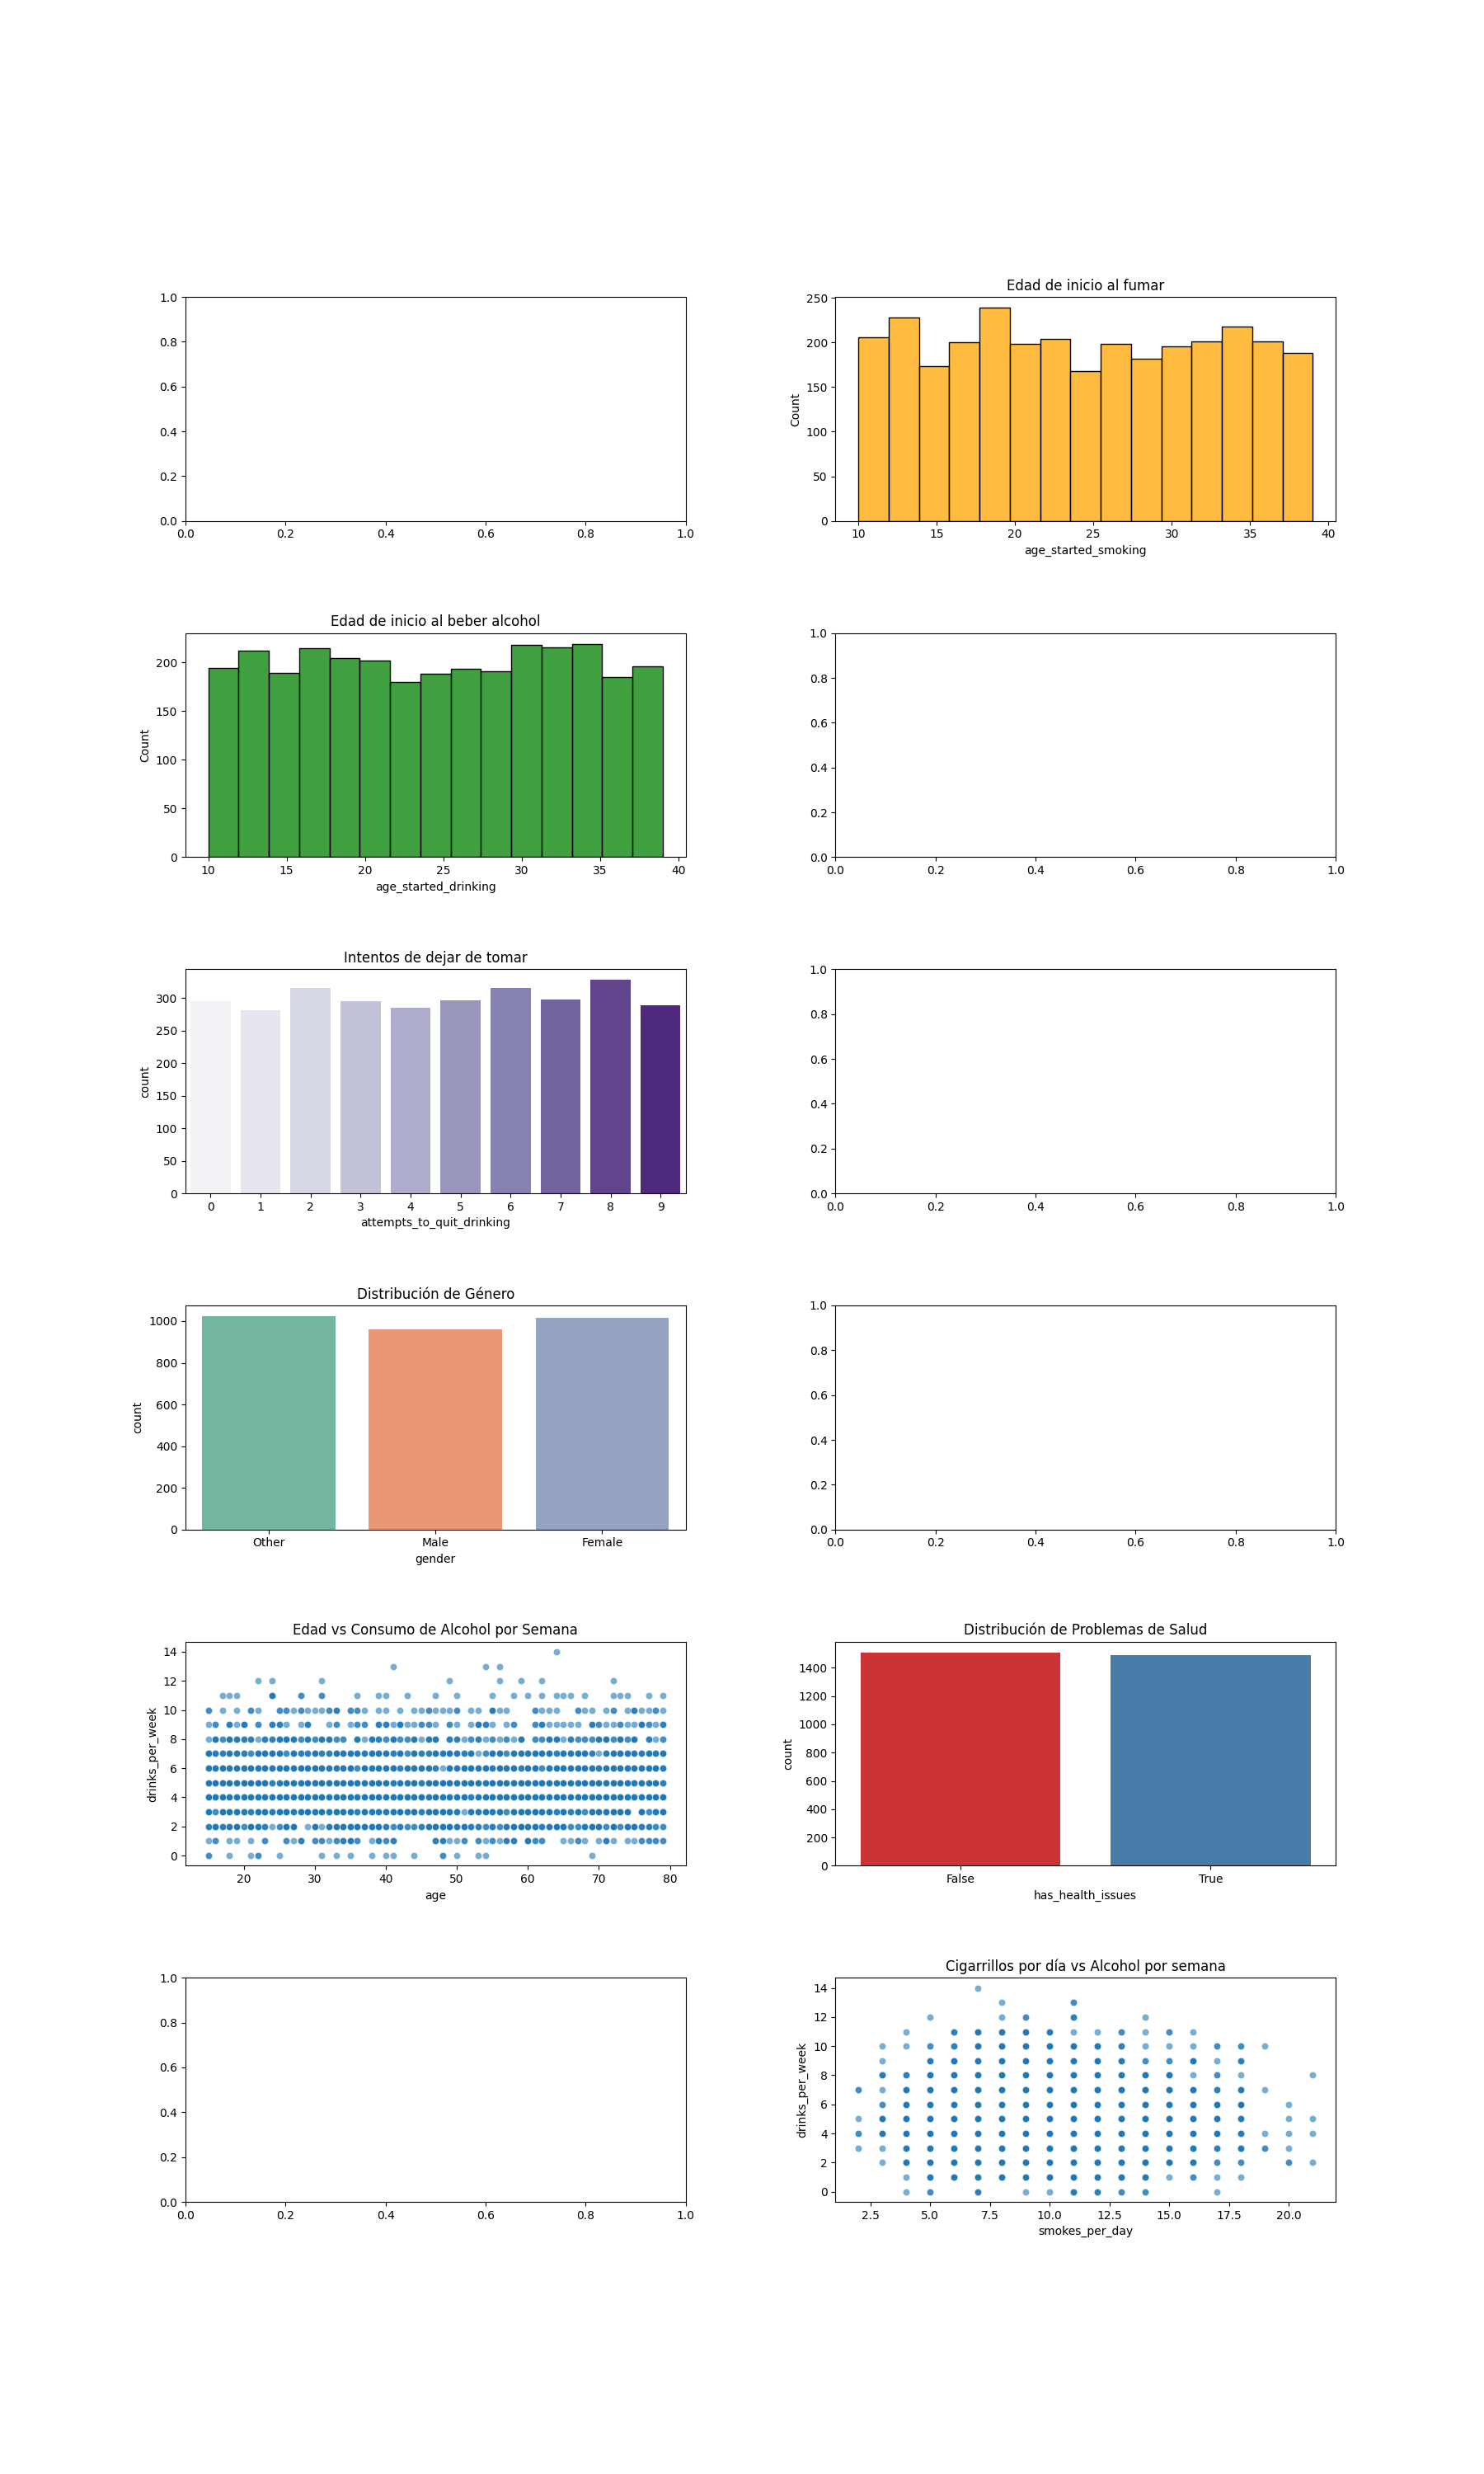 1.0
0.8
0.6
0.4
0.2
0.0
0.0 0.2 0.4 0.6 0.8 1.0
Edad de inicio al fumar
250
200
150
100
50
0
Count
10 15 20 25 30 35 40
age_started_smoking
Edad de inicio al beber alcohol
200
150
100
50
0
Count
10 15 20 25 30 35 40
age_started_drinking
1.0
0.8
0.6
0.4
0.2
0.0
0.0 0.2 0.4 0.6 0.8 1.0
Intentos de dejar de tomar
300
250
200
150
100
50
0
count
0 1 2 3 4 5 6 7 8 9
attempts_to_quit_drinking
1.0
0.8
0.6
0.4
0.2
0.0
0.0 0.2 0.4 0.6 0.8 1.0
Distribución de Género
1000
800
600
400
200
0
count
Other Male Female
gender
1.0
0.8
0.6
0.4
0.2
0.0
0.0 0.2 0.4 0.6 0.8 1.0
Edad vs Consumo de Alcohol por Semana
14
12
10
8
6
4
2
0
drinks_per_week
20 30 40 50 60 70 80
age
Distribución de Problemas de Salud
1400
1200
1000
800
600
400
200
0
count
False True
has_health_issues
1.0
0.8
0.6
0.4
0.2
0.0
0.0 0.2 0.4 0.6 0.8 1.0
Cigarrillos por día vs Alcohol por semana
14
12
10
8
6
4
2
0
drinks_per_week
2.5 5.0 7.5 10.0 12.5 15.0 17.5 20.0
smokes_per_day